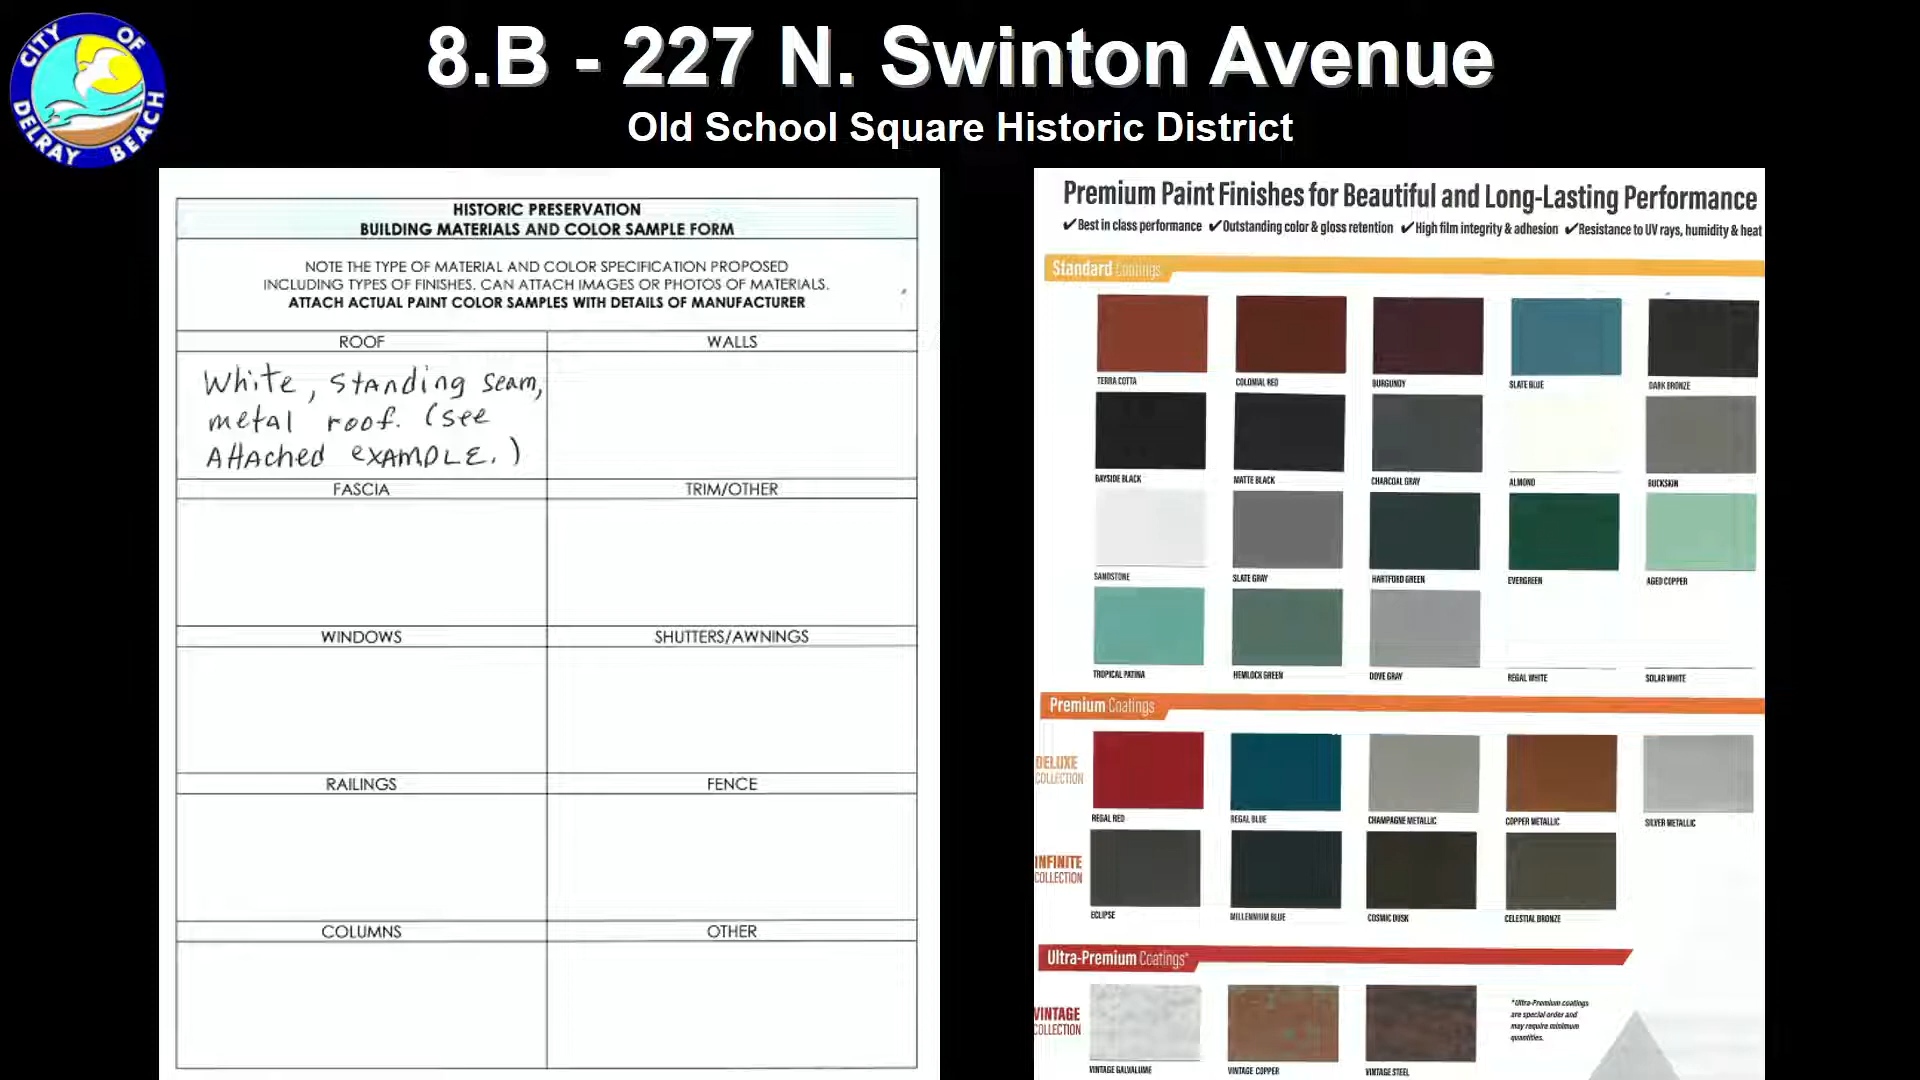 CITY OF
DELRAY BEACH
8.B - 227 N. Swinton Avenue
Old School Square Historic District
HISTORIC PRESERVATION
BUILDING MATERIALS AND COLOR SAMPLE FORM
NOTE THE TYPE OF MATERIAL AND COLOR SPECIFICATION PROPOSED
INCLUDING TYPES OF FINISHES. CAN ATTACH IMAGES OR PHOTOS OF MATERIALS.
ATTACH ACTUAL PAINT COLOR SAMPLES WITH DETAILS OF MANUFACTURER
ROOF WALLS
White, standing seam,
metal roof. (see
Attached example.)
FASCIA TRIM/OTHER
WINDOWS SHUTTERS/AWNINGS
RAILINGS FENCE
COLUMNS OTHER
Premium Paint Finishes for Beautiful and Long-Lasting Performance
✓Best in class performance ✓Outstanding color & gloss retention ✓High film integrity & adhesion ✓Resistance to UV rays, humidity & heat
Standard Coatings
TERRA COTTA COLONIAL RED BURGUNDY SLATE BLUE DARK BRONZE
BAYSIDE BLACK MATTE BLACK CHARCOAL GRAY ALMOND BUCKSKIN
SANDSTONE SLATE GRAY HARTFORD GREEN EVERGREEN AGED COPPER
TROPICAL PATINA HEMLOCK GREEN DOVE GRAY REGAL WHITE SOLAR WHITE
Premium Coatings
DELUXE
COLLECTION
REGAL RED REGAL BLUE CHAMPAGNE METALLIC COPPER METALLIC SILVER METALLIC
INFINITE
COLLECTION
ECLIPSE MILLENNIUM BLUE COSMIC DUSK CELESTIAL BRONZE
Ultra-Premium Coatings*
VINTAGE
COLLECTION
*Ultra-Premium coatings
are special order and
may require minimum
quantities.
VINTAGE GALVALUME VINTAGE COPPER VINTAGE STEEL